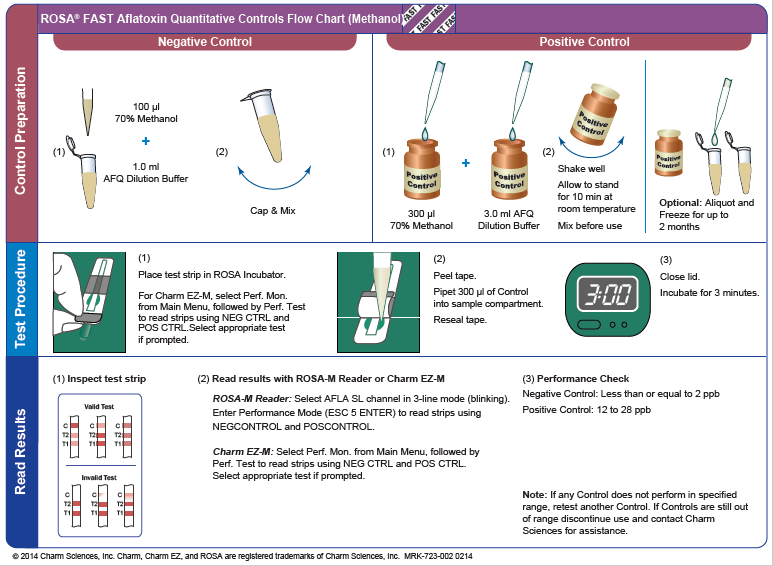 ROSA® FAST Aflatoxin Quantitative Controls Flow Chart (Methanol)
FAST FAST FAST FAST
Control Preparation
Negative Control
(1)
100 µl
70% Methanol
+
1.0 ml
AFQ Dilution Buffer
(2)
Cap & Mix
Positive Control
(1)
Positive
Control
300 µl
70% Methanol
+
Positive
Control
3.0 ml AFQ
Dilution Buffer
(2)
Positive
Control
Shake well
Allow to stand
for 10 min at
room temperature
Mix before use
Positive
Control
Optional: Aliquot and
Freeze for up to
2 months
Test Procedure
(1)
Place test strip in ROSA Incubator.
For Charm EZ-M, select Perf. Mon.
from Main Menu, followed by Perf. Test
to read strips using NEG CTRL and
POS CTRL.Select appropriate test
if prompted.
(2)
Peel tape.
Pipet 300 µl of Control
into sample compartment.
Reseal tape.
3:00
(3)
Close lid.
Incubate for 3 minutes.
Read Results
(1) Inspect test strip
Valid Test
C C C
T2 T2 T2
T1 T1 T1
Invalid Test
C C C
T2 T2 T2
T1 T1 T1
(2) Read results with ROSA-M Reader or Charm EZ-M
ROSA-M Reader: Select AFLA SL channel in 3-line mode (blinking).
Enter Performance Mode (ESC 5 ENTER) to read strips using
NEGCONTROL and POSCONTROL.
Charm EZ-M: Select Perf. Mon. from Main Menu, followed by
Perf. Test to read strips using NEG CTRL and POS CTRL.
Select appropriate test if prompted.
(3) Performance Check
Negative Control: Less than or equal to 2 ppb
Positive Control: 12 to 28 ppb
Note: If any Control does not perform in specified
range, retest another Control. If Controls are still out
of range discontinue use and contact Charm
Sciences for assistance.
© 2014 Charm Sciences, Inc. Charm, Charm EZ, and ROSA are registered trademarks of Charm Sciences, Inc. MRK-723-002 0214